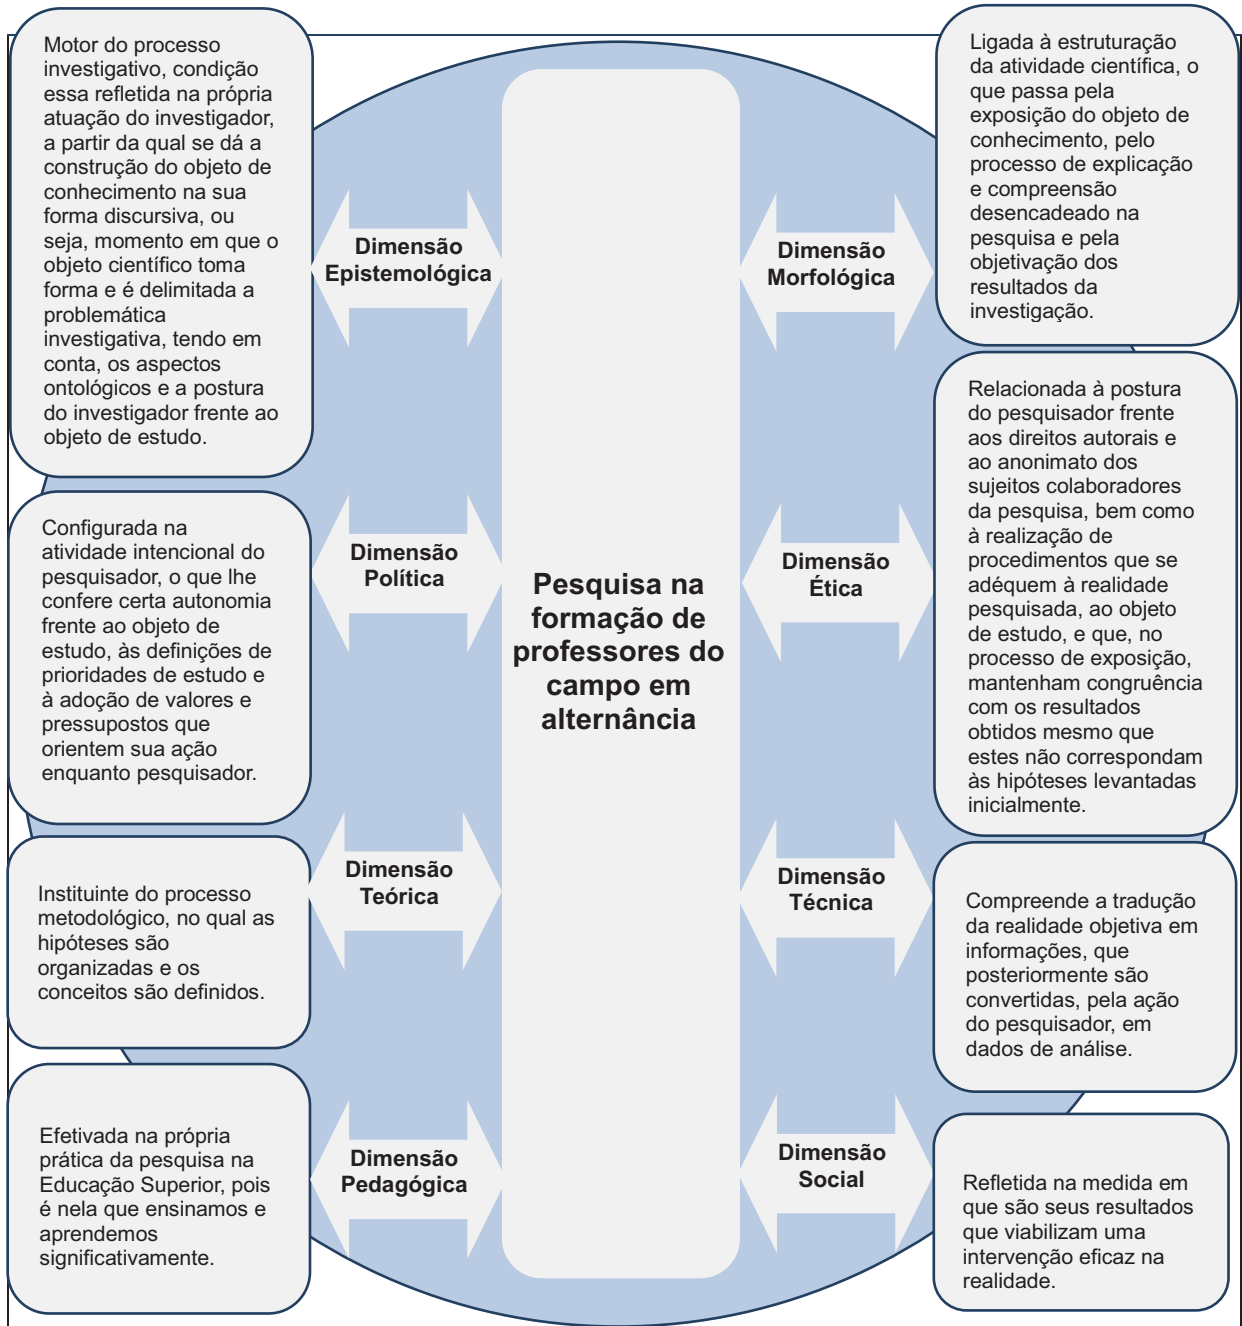 Motor do processo
investigativo, condição
essa refletida na própria
atuação do investigador,
a partir da qual se dá a
construção do objeto de
conhecimento na sua
forma discursiva, ou
seja, momento em que o
objeto científico toma
forma e é delimitada a
problemática
investigativa, tendo em
conta, os aspectos
ontológicos e a postura
do investigador frente ao
objeto de estudo.
Dimensão
Epistemológica
Configurada na
atividade intencional do
pesquisador, o que lhe
confere certa autonomia
frente ao objeto de
estudo, às definições de
prioridades de estudo e
à adoção de valores e
pressupostos que
orientem sua ação
enquanto pesquisador.
Dimensão
Política
Instituinte do processo
metodológico, no qual as
hipóteses são
organizadas e os
conceitos são definidos.
Dimensão
Teórica
Efetivada na própria
prática da pesquisa na
Educação Superior, pois
é nela que ensinamos e
aprendemos
significativamente.
Dimensão
Pedagógica
Pesquisa na
formação de
professores do
campo em
alternância
Dimensão
Morfológica
Ligada à estruturação
da atividade científica, o
que passa pela
exposição do objeto de
conhecimento, pelo
processo de explicação
e compreensão
desencadeado na
pesquisa e pela
objetivação dos
resultados da
investigação.
Dimensão
Ética
Relacionada à postura
do pesquisador frente
aos direitos autorais e
ao anonimato dos
sujeitos colaboradores
da pesquisa, bem como
à realização de
procedimentos que se
adéquem à realidade
pesquisada, ao objeto
de estudo, e que, no
processo de exposição,
mantenham congruência
com os resultados
obtidos mesmo que
estes não correspondam
às hipóteses levantadas
inicialmente.
Dimensão
Técnica
Compreende a tradução
da realidade objetiva em
informações, que
posteriormente são
convertidas, pela ação
do pesquisador, em
dados de análise.
Dimensão
Social
Refletida na medida em
que são seus resultados
que viabilizam uma
intervenção eficaz na
realidade.